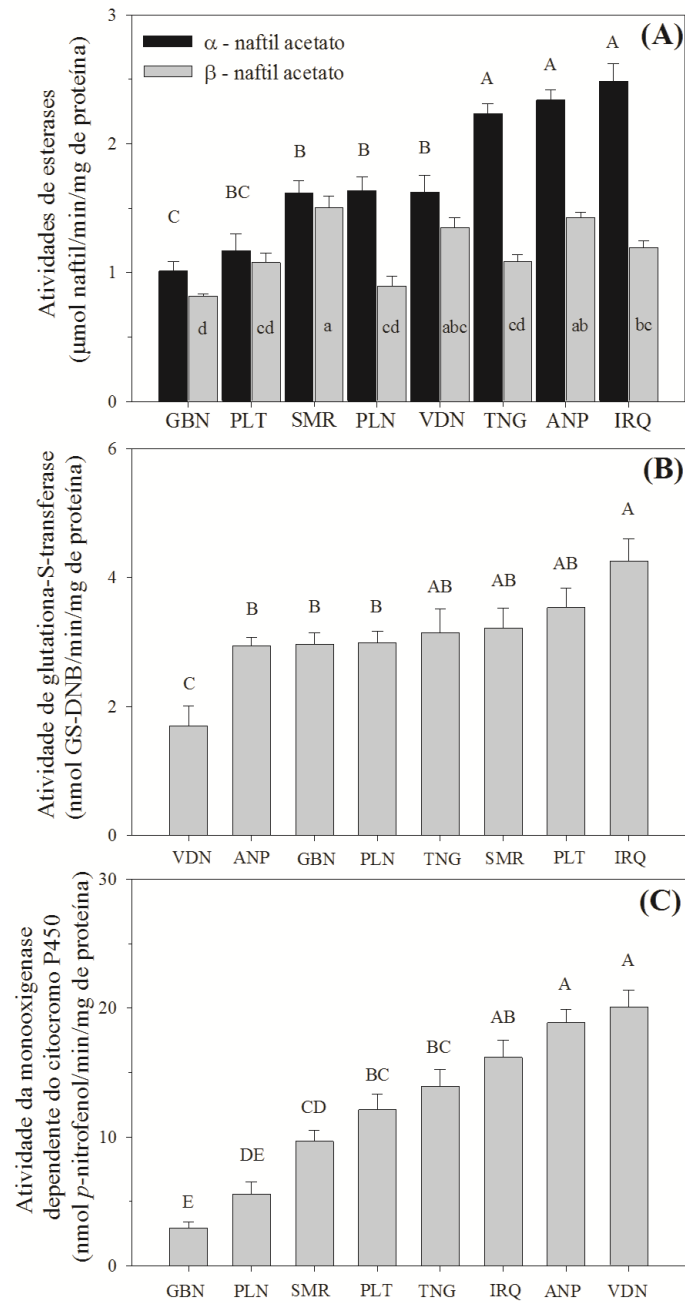 Atividades de esterases
(μmol naftil/min/mg de proteína)
3
2
1
0
α - naftil acetato
β - naftil acetato
(A)
C BC B B B A A A
d cd a cd abc cd ab bc
GBN PLT SMR PLN VDN TNG ANP IRQ
Atividade de glutationa-S-transferase
(nmol GS-DNB/min/mg de proteína)
6
4
2
0
(B)
C B B B AB AB AB A
VDN ANP GBN PLN TNG SMR PLT IRQ
Atividade da monooxigenase
dependente do citocromo P450
(nmol p-nitrofenol/min/mg de proteína)
30
20
10
0
(C)
E DE CD BC BC AB A A
GBN PLN SMR PLT TNG IRQ ANP VDN